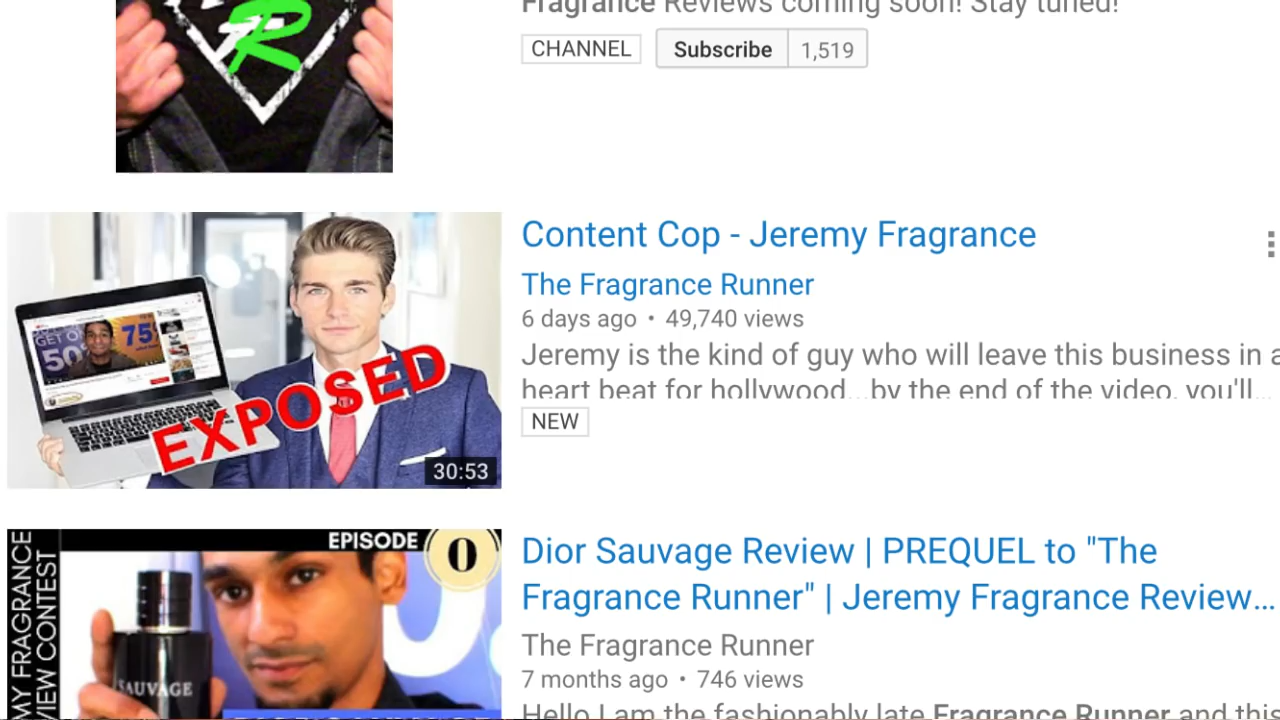 Fragrance Reviews coming soon! Stay tuned!
R
CHANNEL
Subscribe 1,519
Content Cop - Jeremy Fragrance
The Fragrance Runner
6 days ago • 49,740 views
Jeremy is the kind of guy who will leave this business in a
heart beat for hollywood...by the end of the video, you'll...
NEW
GET
50
75
EXPOSED
30:53
Dior Sauvage Review | PREQUEL to "The
Fragrance Runner" | Jeremy Fragrance Review...
The Fragrance Runner
7 months ago • 746 views
Hello I am the fashionably late Fragrance Runner and this
EPISODE
0
MY FRAGRANCE
VIEW CONTEST
SAUVAGE